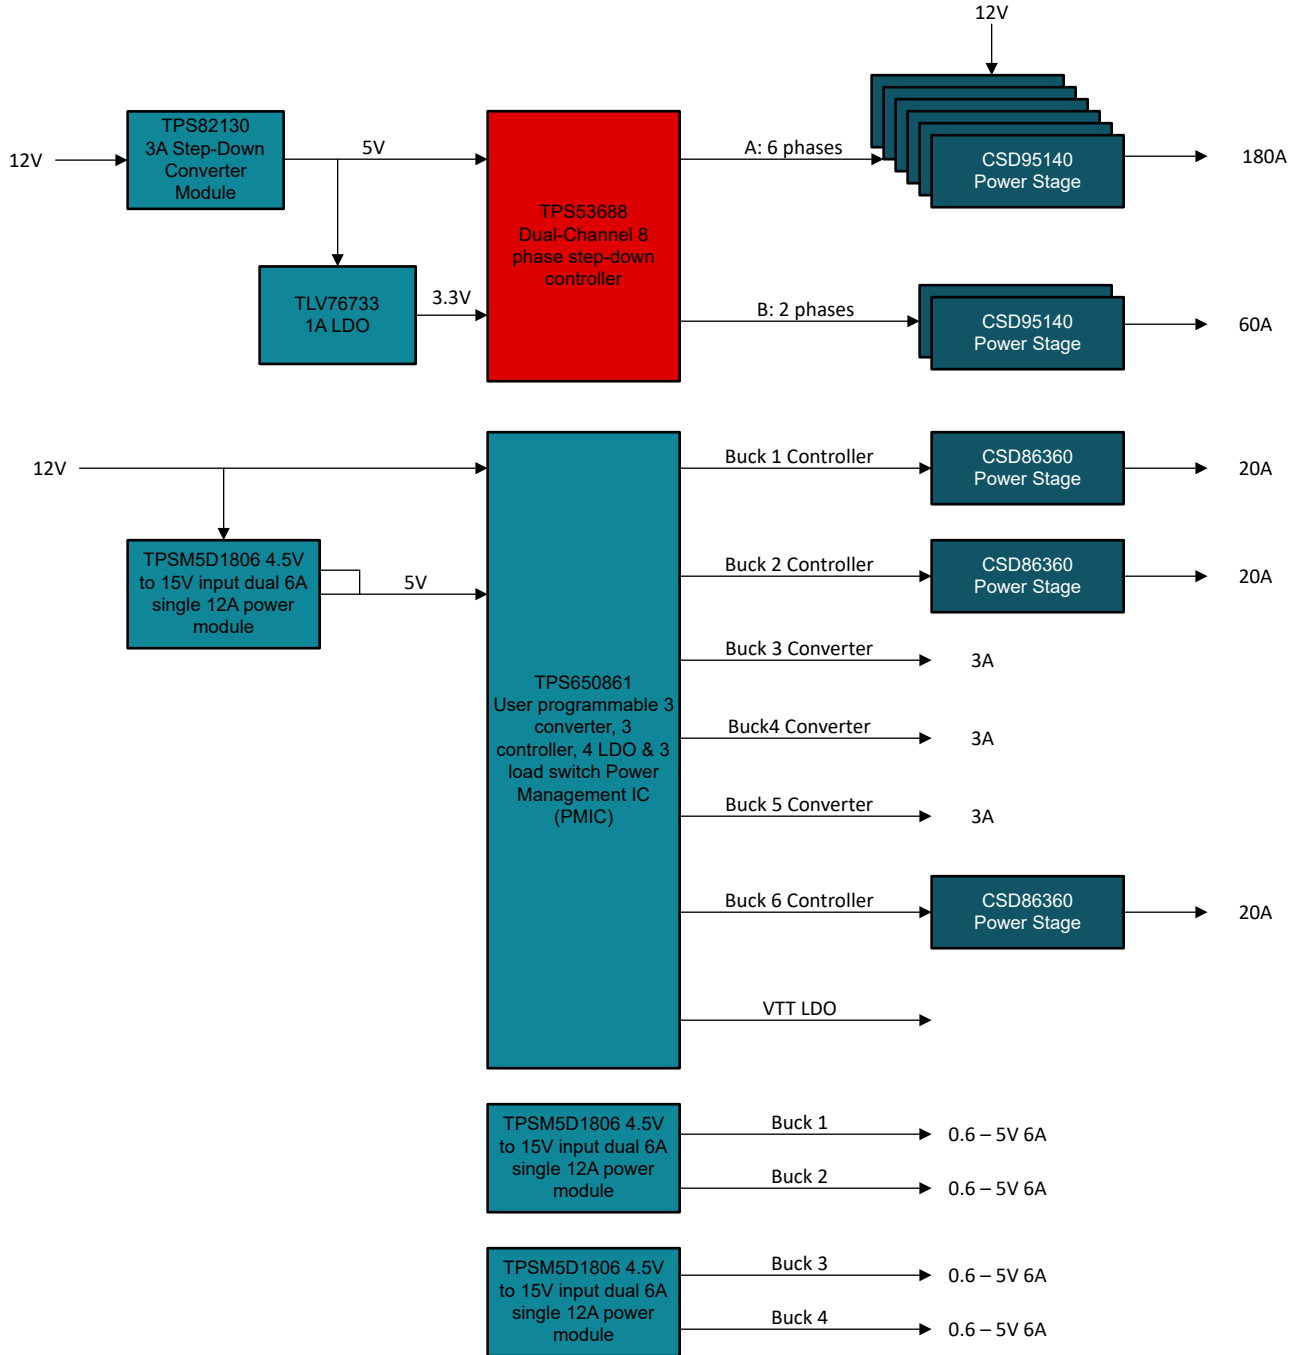 12V
TPS82130
3A Step-Down
Converter
Module
12V
5V
TPS53688
Dual-Channel 8
phase step-down
controller
A: 6 phases
CSD95140
Power Stage
180A
TLV76733
1A LDO
3.3V
B: 2 phases
CSD95140
Power Stage
60A
12V
TPSM5D1806 4.5V
to 15V input dual 6A
single 12A power
module
5V
TPS650861
User programmable 3
converter, 3
controller, 4 LDO & 3
load switch Power
Management IC
(PMIC)
Buck 1 Controller
CSD86360
Power Stage
20A
Buck 2 Controller
CSD86360
Power Stage
20A
Buck 3 Converter
3A
Buck4 Converter
3A
Buck 5 Converter
3A
Buck 6 Controller
CSD86360
Power Stage
20A
VTT LDO
TPSM5D1806 4.5V
to 15V input dual 6A
single 12A power
module
Buck 1
0.6 – 5V 6A
Buck 2
0.6 – 5V 6A
TPSM5D1806 4.5V
to 15V input dual 6A
single 12A power
module
Buck 3
0.6 – 5V 6A
Buck 4
0.6 – 5V 6A